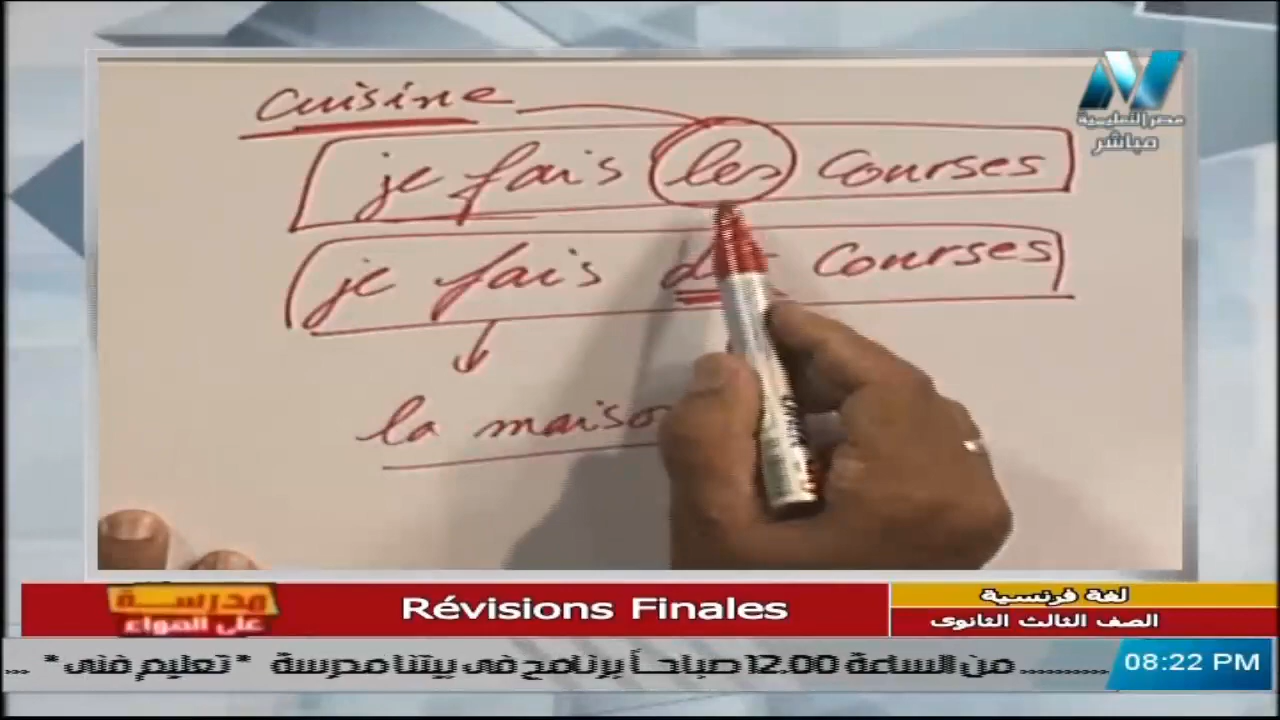 cuisine
مصر التعليمية
مباشر
je fais les courses
je fais courses
la maison
مدرسة
على الهواء
Révisions Finales
لغة فرنسية
الصف الثالث الثانوى
من الساعة 12.00 صباحاً برنامج فى بيتنا مدرسة "تعليم فنى" ...
08:22 PM